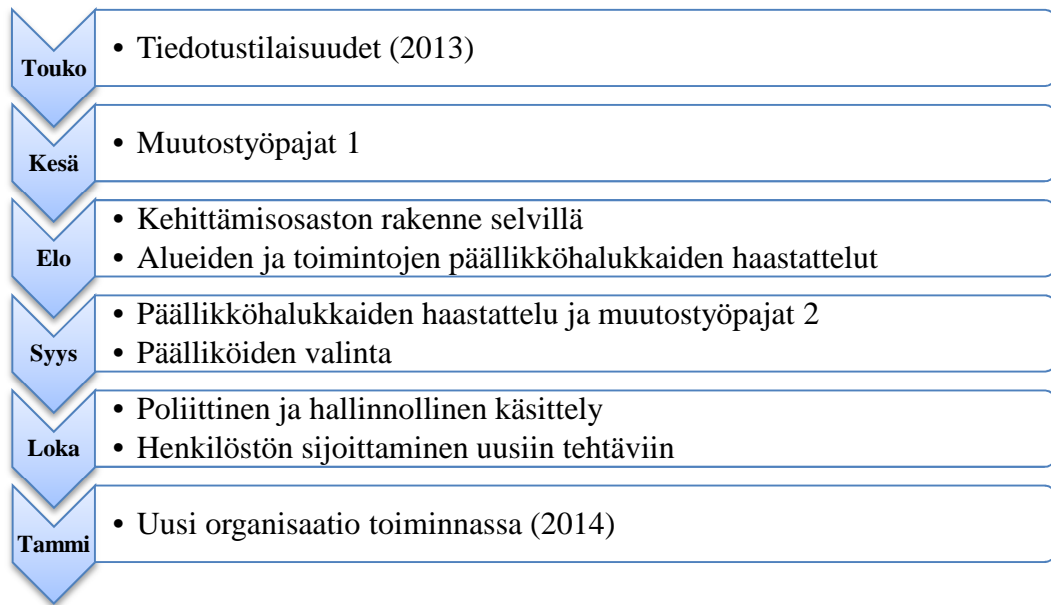 Touko
• Tiedotustilaisuudet (2013)
Kesä
• Muutostyöpajat 1
Elo
• Kehittämisosaston rakenne selvillä
• Alueiden ja toimintojen päällikköhalukkaiden haastattelut
Syys
• Päällikköhalukkaiden haastattelu ja muutostyöpajat 2
• Päälliköiden valinta
Loka
• Poliittinen ja hallinnollinen käsittely
• Henkilöstön sijoittaminen uusiin tehtäviin
Tammi
• Uusi organisaatio toiminnassa (2014)